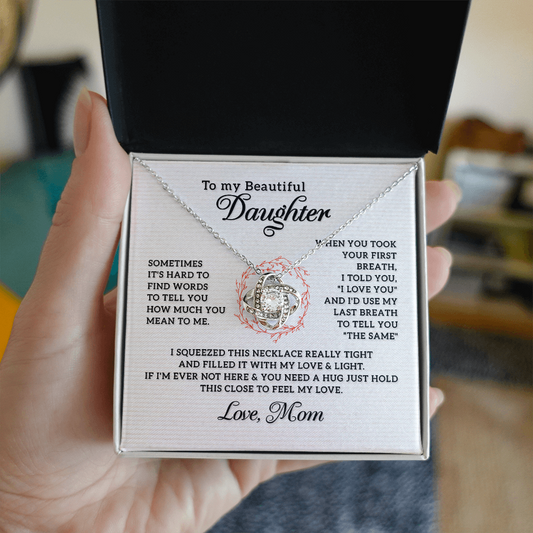 To my Beautiful
Daughter
SOMETIMES
IT'S HARD TO
FIND WORDS
TO TELL YOU
HOW MUCH YOU
MEAN TO ME.
WHEN YOU TOOK
YOUR FIRST
BREATH,
I TOLD YOU,
"I LOVE YOU"
AND I'D USE MY
LAST BREATH
TO TELL YOU
"THE SAME"
I SQUEEZED THIS NECKLACE REALLY TIGHT
AND FILLED IT WITH MY LOVE & LIGHT.
IF I'M EVER NOT HERE & YOU NEED A HUG JUST HOLD
THIS CLOSE TO FEEL MY LOVE.
Love, Mom